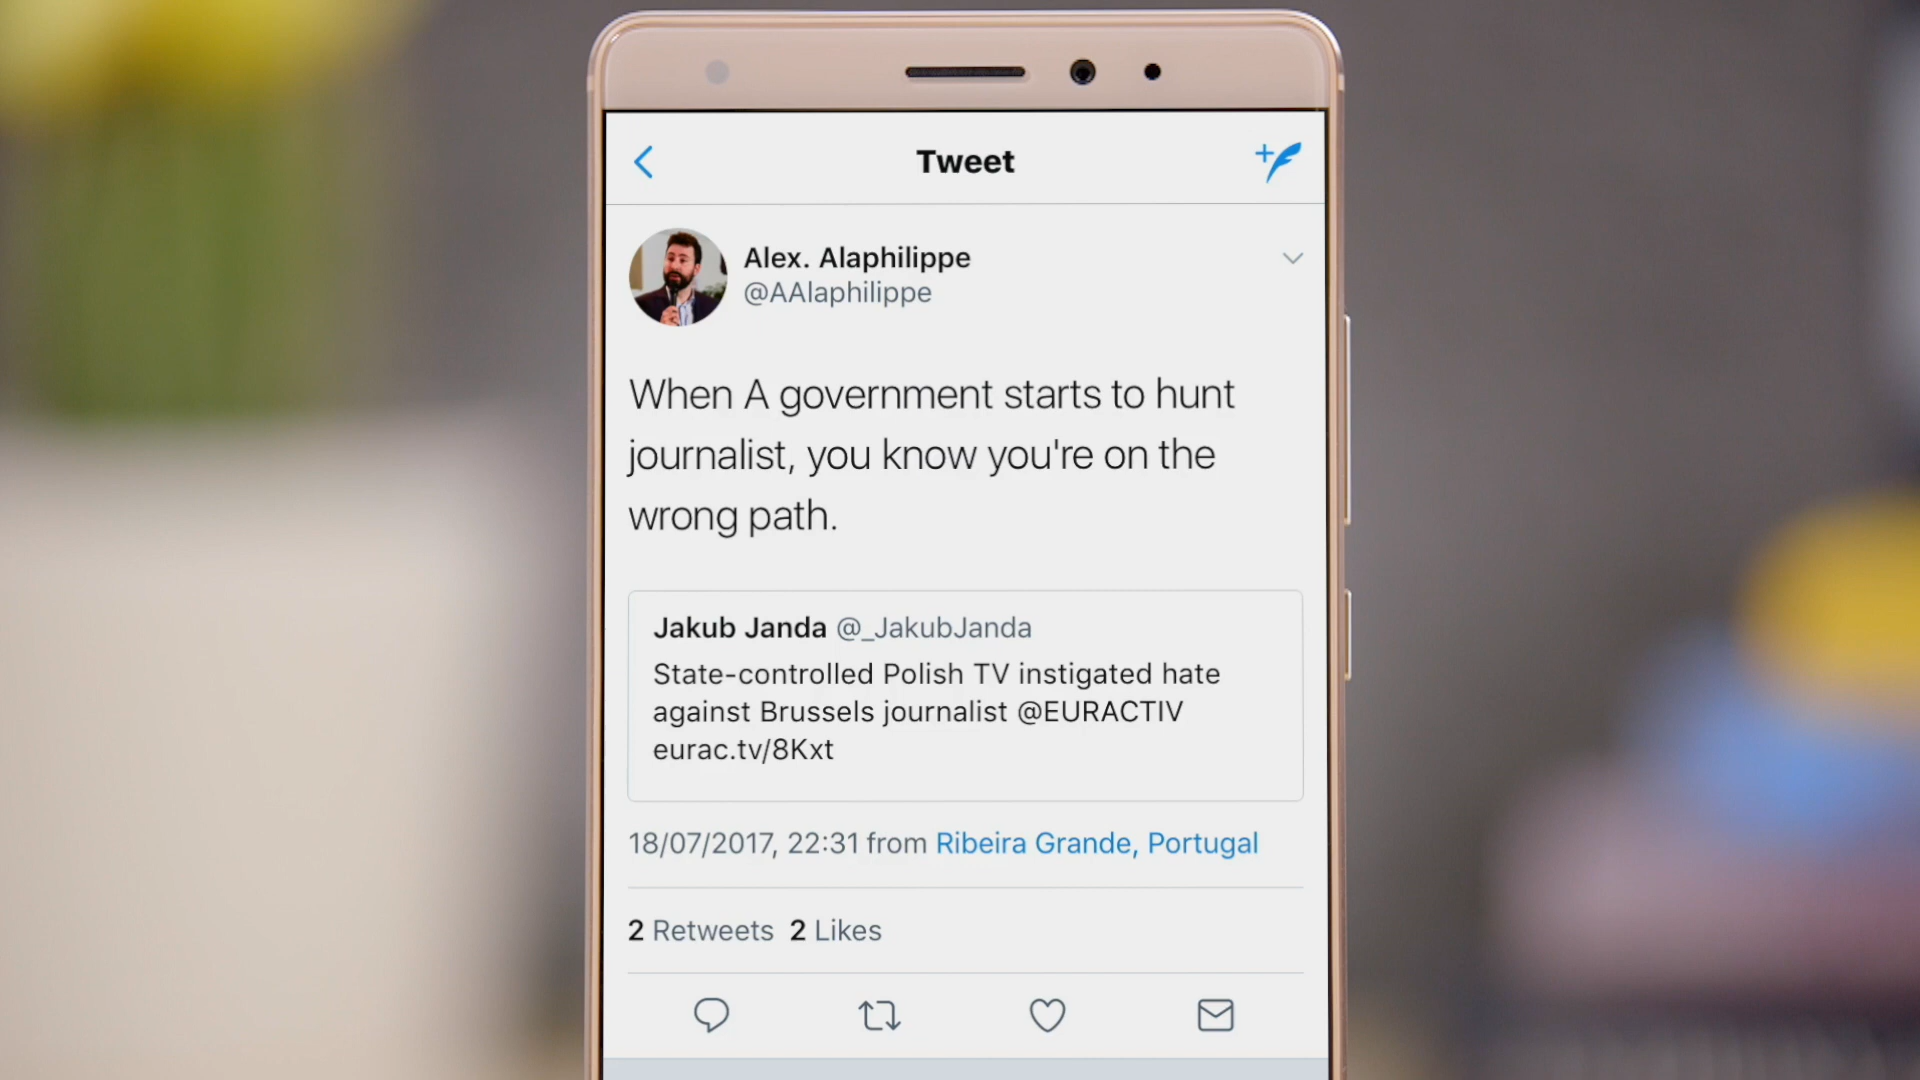 Tweet
Alex. Alaphilippe
@AAlaphilippe
When A government starts to hunt
journalist, you know you're on the
wrong path.
Jakub Janda @_JakubJanda
State-controlled Polish TV instigated hate
against Brussels journalist @EURACTIV
eurac.tv/8Kxt
18/07/2017, 22:31 from Ribeira Grande, Portugal
2 Retweets 2 Likes